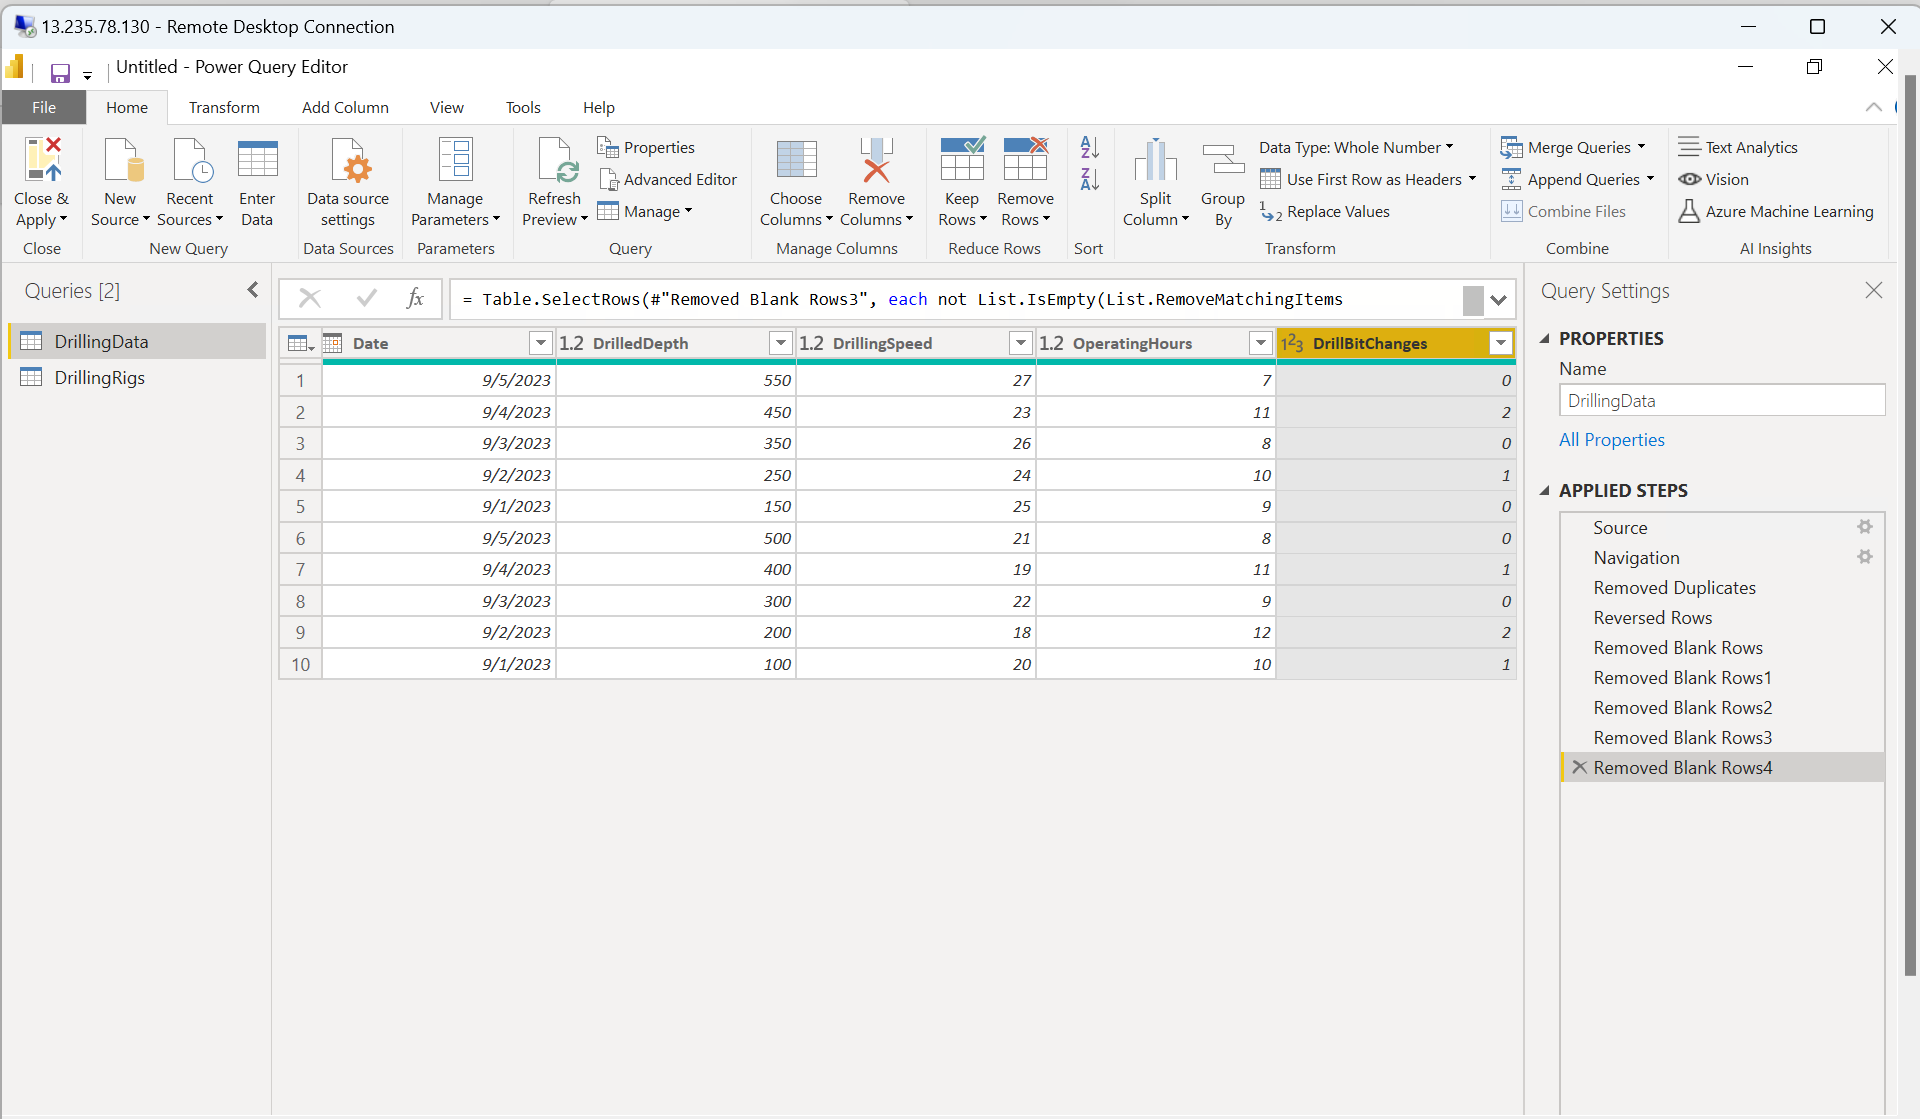 13.235.78.130 - Remote Desktop Connection
Untitled - Power Query Editor
File Home Transform Add Column View Tools Help
Close & Apply
Close
New Source
Recent Sources
Enter Data
New Query
Data source settings
Data Sources
Manage Parameters
Parameters
Refresh Preview
Properties
Advanced Editor
Manage
Query
Choose Columns
Remove Columns
Manage Columns
Keep Rows
Remove Rows
Reduce Rows
A Z
Z A
Sort
Split Column
Group By
Data Type: Whole Number
Use First Row as Headers
1 2 Replace Values
Transform
Merge Queries
Append Queries
Combine Files
Combine
Text Analytics
Vision
Azure Machine Learning
AI Insights
Queries [2]
DrillingData
DrillingRigs
fx = Table.SelectRows(#"Removed Blank Rows3", each not List.IsEmpty(List.RemoveMatchingItems
Date 1.2 DrilledDepth 1.2 DrillingSpeed 1.2 OperatingHours 123 DrillBitChanges
1 9/5/2023 550 27 7 0
2 9/4/2023 450 23 11 2
3 9/3/2023 350 26 8 0
4 9/2/2023 250 24 10 1
5 9/1/2023 150 25 9 0
6 9/5/2023 500 21 8 0
7 9/4/2023 400 19 11 1
8 9/3/2023 300 22 9 0
9 9/2/2023 200 18 12 2
10 9/1/2023 100 20 10 1
Query Settings
PROPERTIES
Name
DrillingData
All Properties
APPLIED STEPS
Source
Navigation
Removed Duplicates
Reversed Rows
Removed Blank Rows
Removed Blank Rows1
Removed Blank Rows2
Removed Blank Rows3
Removed Blank Rows4